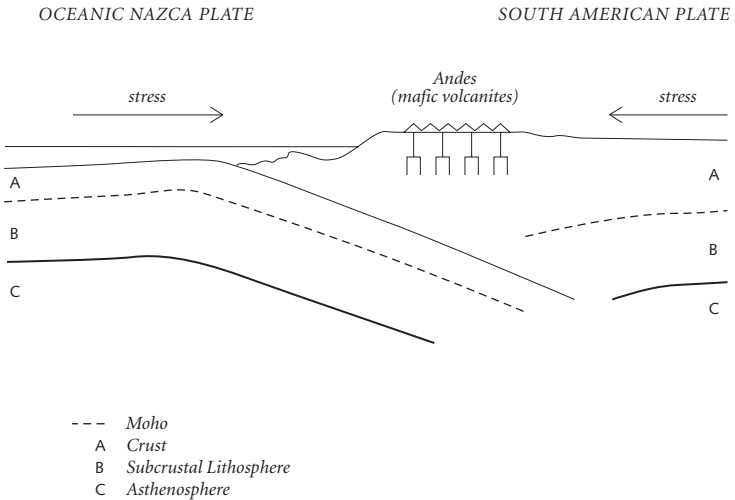 OCEANIC NAZCA PLATE
SOUTH AMERICAN PLATE
Andes
(mafic volcanites)
stress
stress
A
A
B
B
C
C
Moho
A Crust
B Subcrustal Lithosphere
C Asthenosphere